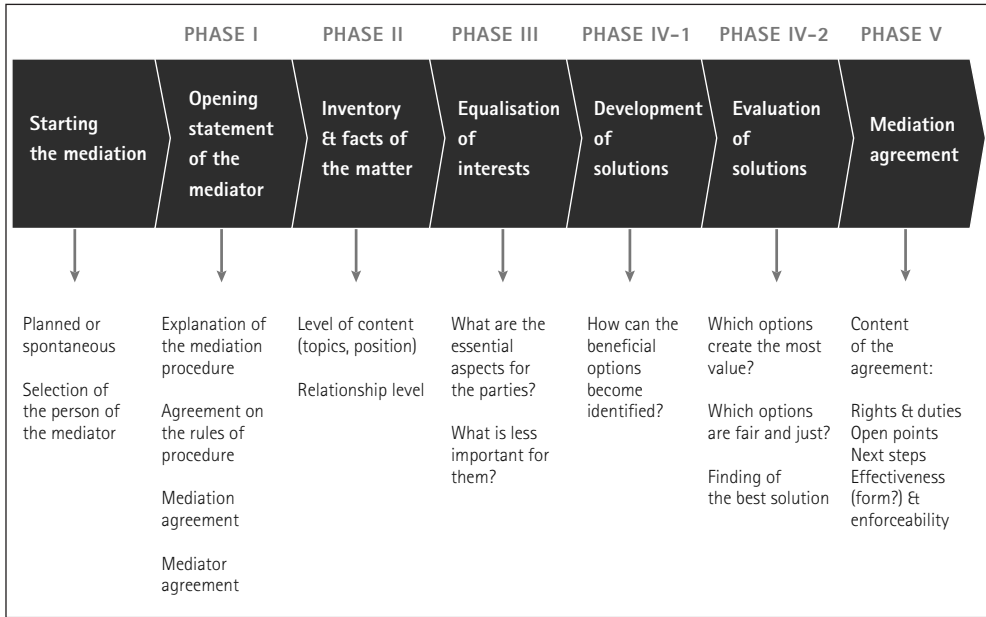 PHASE I
PHASE II
PHASE III
PHASE IV-1
PHASE IV-2
PHASE V
Starting
the mediation
Opening
statement
of the
mediator
Inventory
& facts of
the matter
Equalisation
of
interests
Development
of
solutions
Evaluation
of
solutions
Mediation
agreement
Planned or
spontaneous
Selection of
the person of
the mediator
Explanation of
the mediation
procedure
Agreement on
the rules of
procedure
Mediation
agreement
Mediator
agreement
Level of content
(topics, position)
Relationship level
What are the
essential
aspects for
the parties?
What is less
important for
them?
How can the
beneficial
options
become
identified?
Which options
create the most
value?
Which options
are fair and just?
Finding of
the best solution
Content
of the
agreement:
Rights & duties
Open points
Next steps
Effectiveness
(form?) &
enforceability